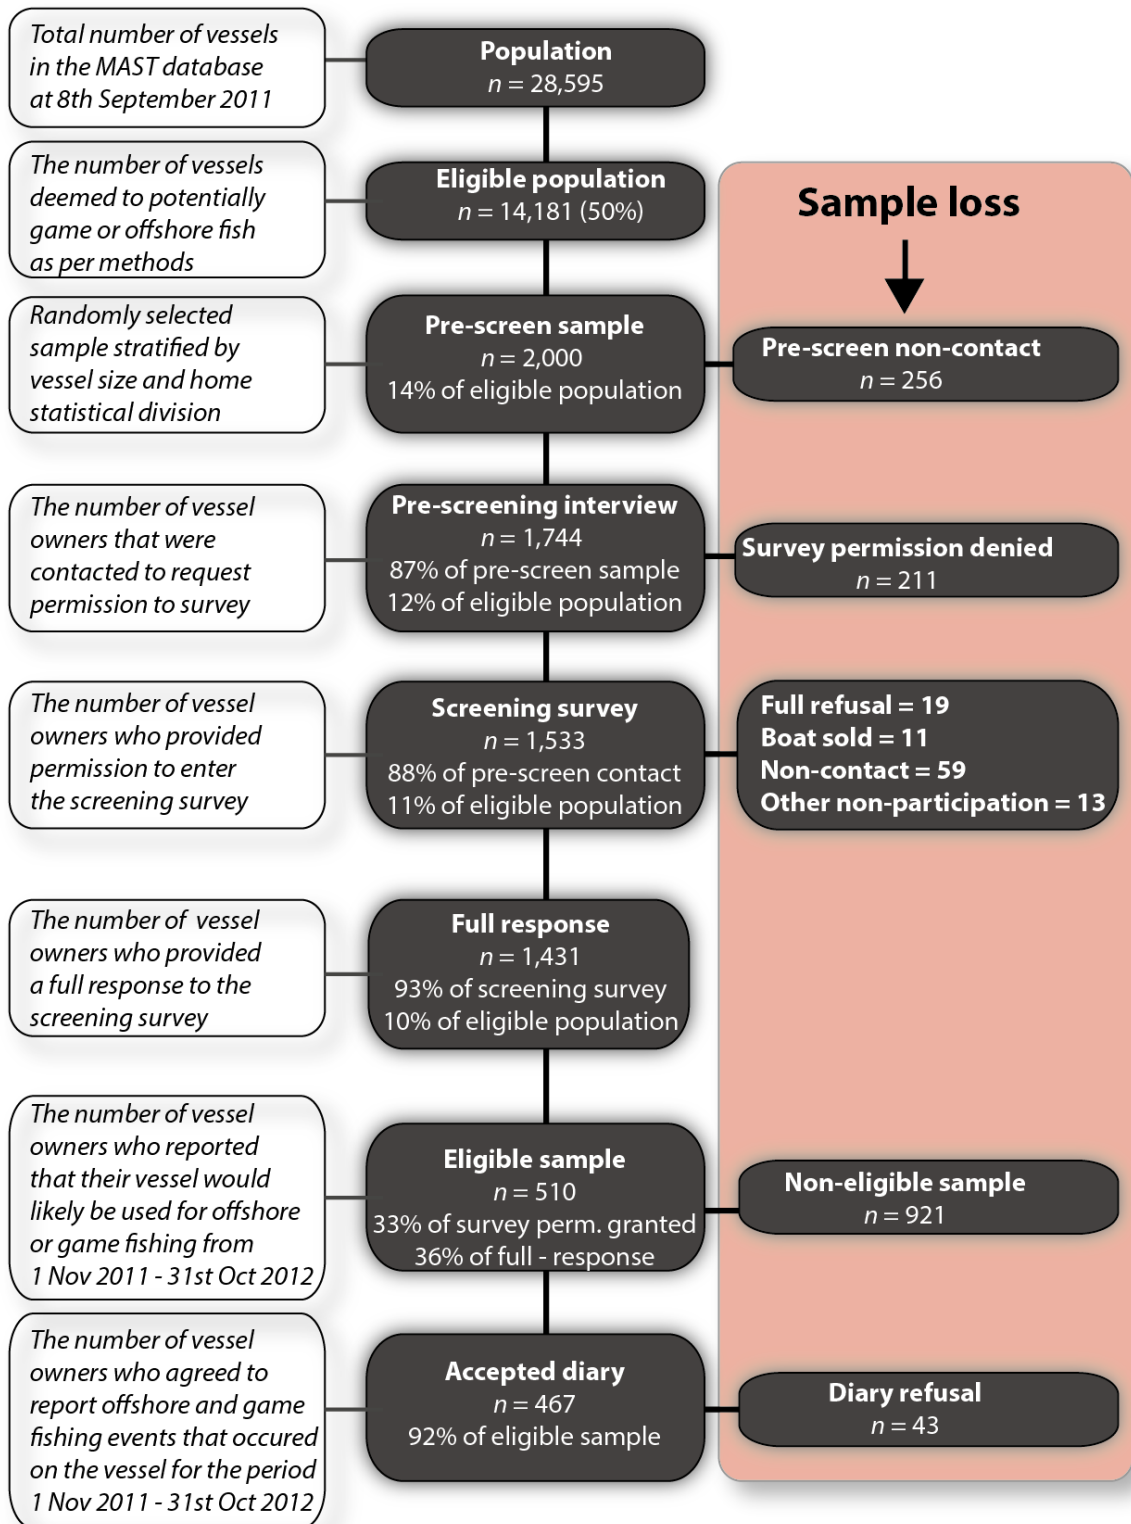 Total number of vessels
in the MAST database
at 8th September 2011
Population
n = 28,595
The number of vessels
deemed to potentially
game or offshore fish
as per methods
Eligible population
n = 14,181 (50%)
Sample loss
Randomly selected
sample stratified by
vessel size and home
statistical division
Pre-screen sample
n = 2,000
14% of eligible population
Pre-screen non-contact
n = 256
The number of vessel
owners that were
contacted to request
permission to survey
Pre-screening interview
n = 1,744
87% of pre-screen sample
12% of eligible population
Survey permission denied
n = 211
The number of vessel
owners who provided
permission to enter
the screening survey
Screening survey
n = 1,533
88% of pre-screen contact
11% of eligible population
Full refusal = 19
Boat sold = 11
Non-contact = 59
Other non-participation = 13
The number of vessel
owners who provided
a full response to the
screening survey
Full response
n = 1,431
93% of screening survey
10% of eligible population
The number of vessel
owners who reported
that their vessel would
likely be used for offshore
or game fishing from
1 Nov 2011 - 31st Oct 2012
Eligible sample
n = 510
33% of survey perm. granted
36% of full - response
Non-eligible sample
n = 921
The number of vessel
owners who agreed to
report offshore and game
fishing events that occured
on the vessel for the period
1 Nov 2011 - 31st Oct 2012
Accepted diary
n = 467
92% of eligible sample
Diary refusal
n = 43